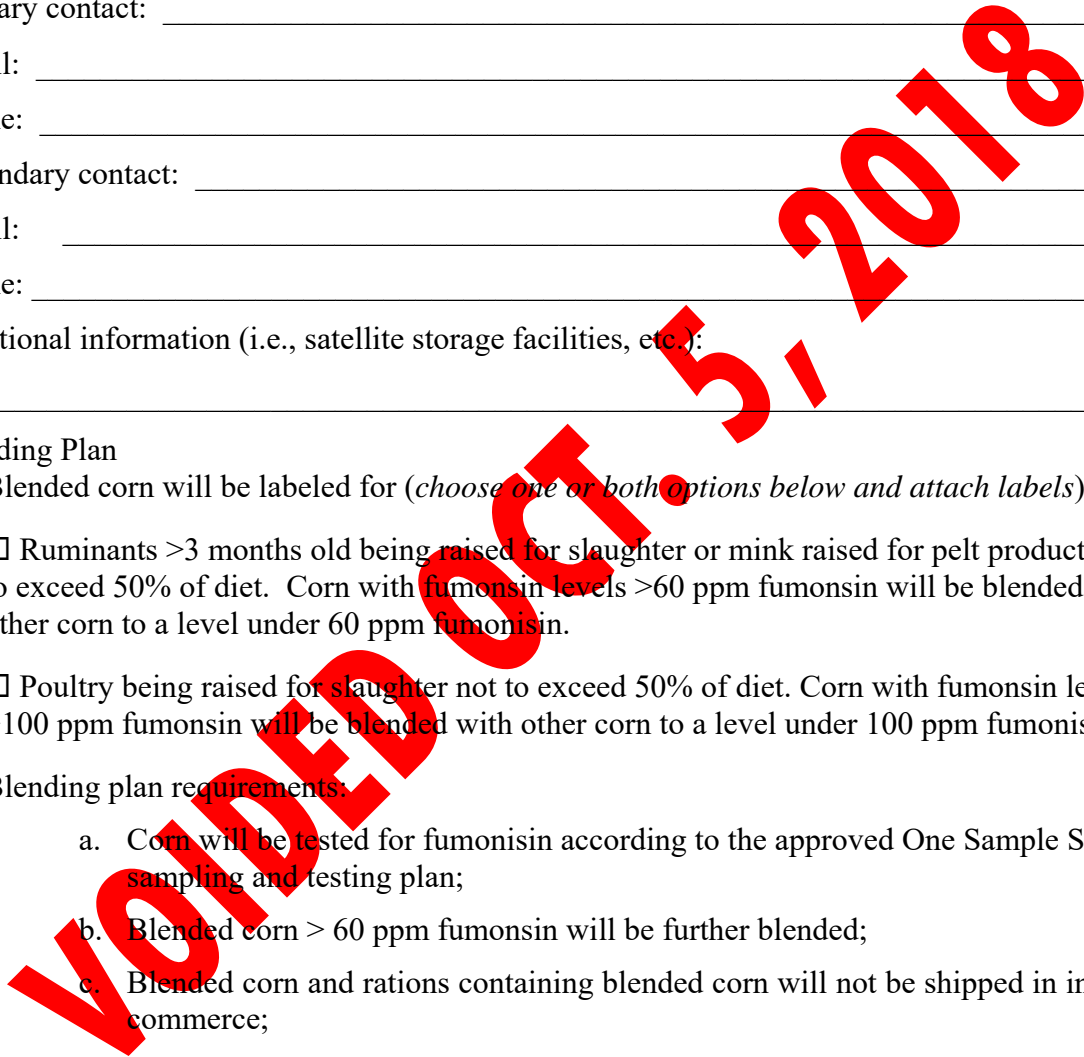 ary contact:
l:
e:
ndary contact:
l:
e:
tional information (i.e., satellite storage facilities, etc.):
ding Plan
Blended corn will be labeled for (choose one or both options below and attach labels)
☐ Ruminants >3 months old being raised for slaughter or mink raised for pelt product
o exceed 50% of diet.  Corn with fumonsin levels >60 ppm fumonsin will be blended
ther corn to a level under 60 ppm fumonisin.
☐ Poultry being raised for slaughter not to exceed 50% of diet. Corn with fumonsin le
100 ppm fumonsin will be blended with other corn to a level under 100 ppm fumonis
Blending plan requirements:
a. Corn will be tested for fumonisin according to the approved One Sample S
sampling and testing plan;
b. Blended corn > 60 ppm fumonsin will be further blended;
c. Blended corn and rations containing blended corn will not be shipped in in
commerce;
VOIDED OCT. 5, 2018